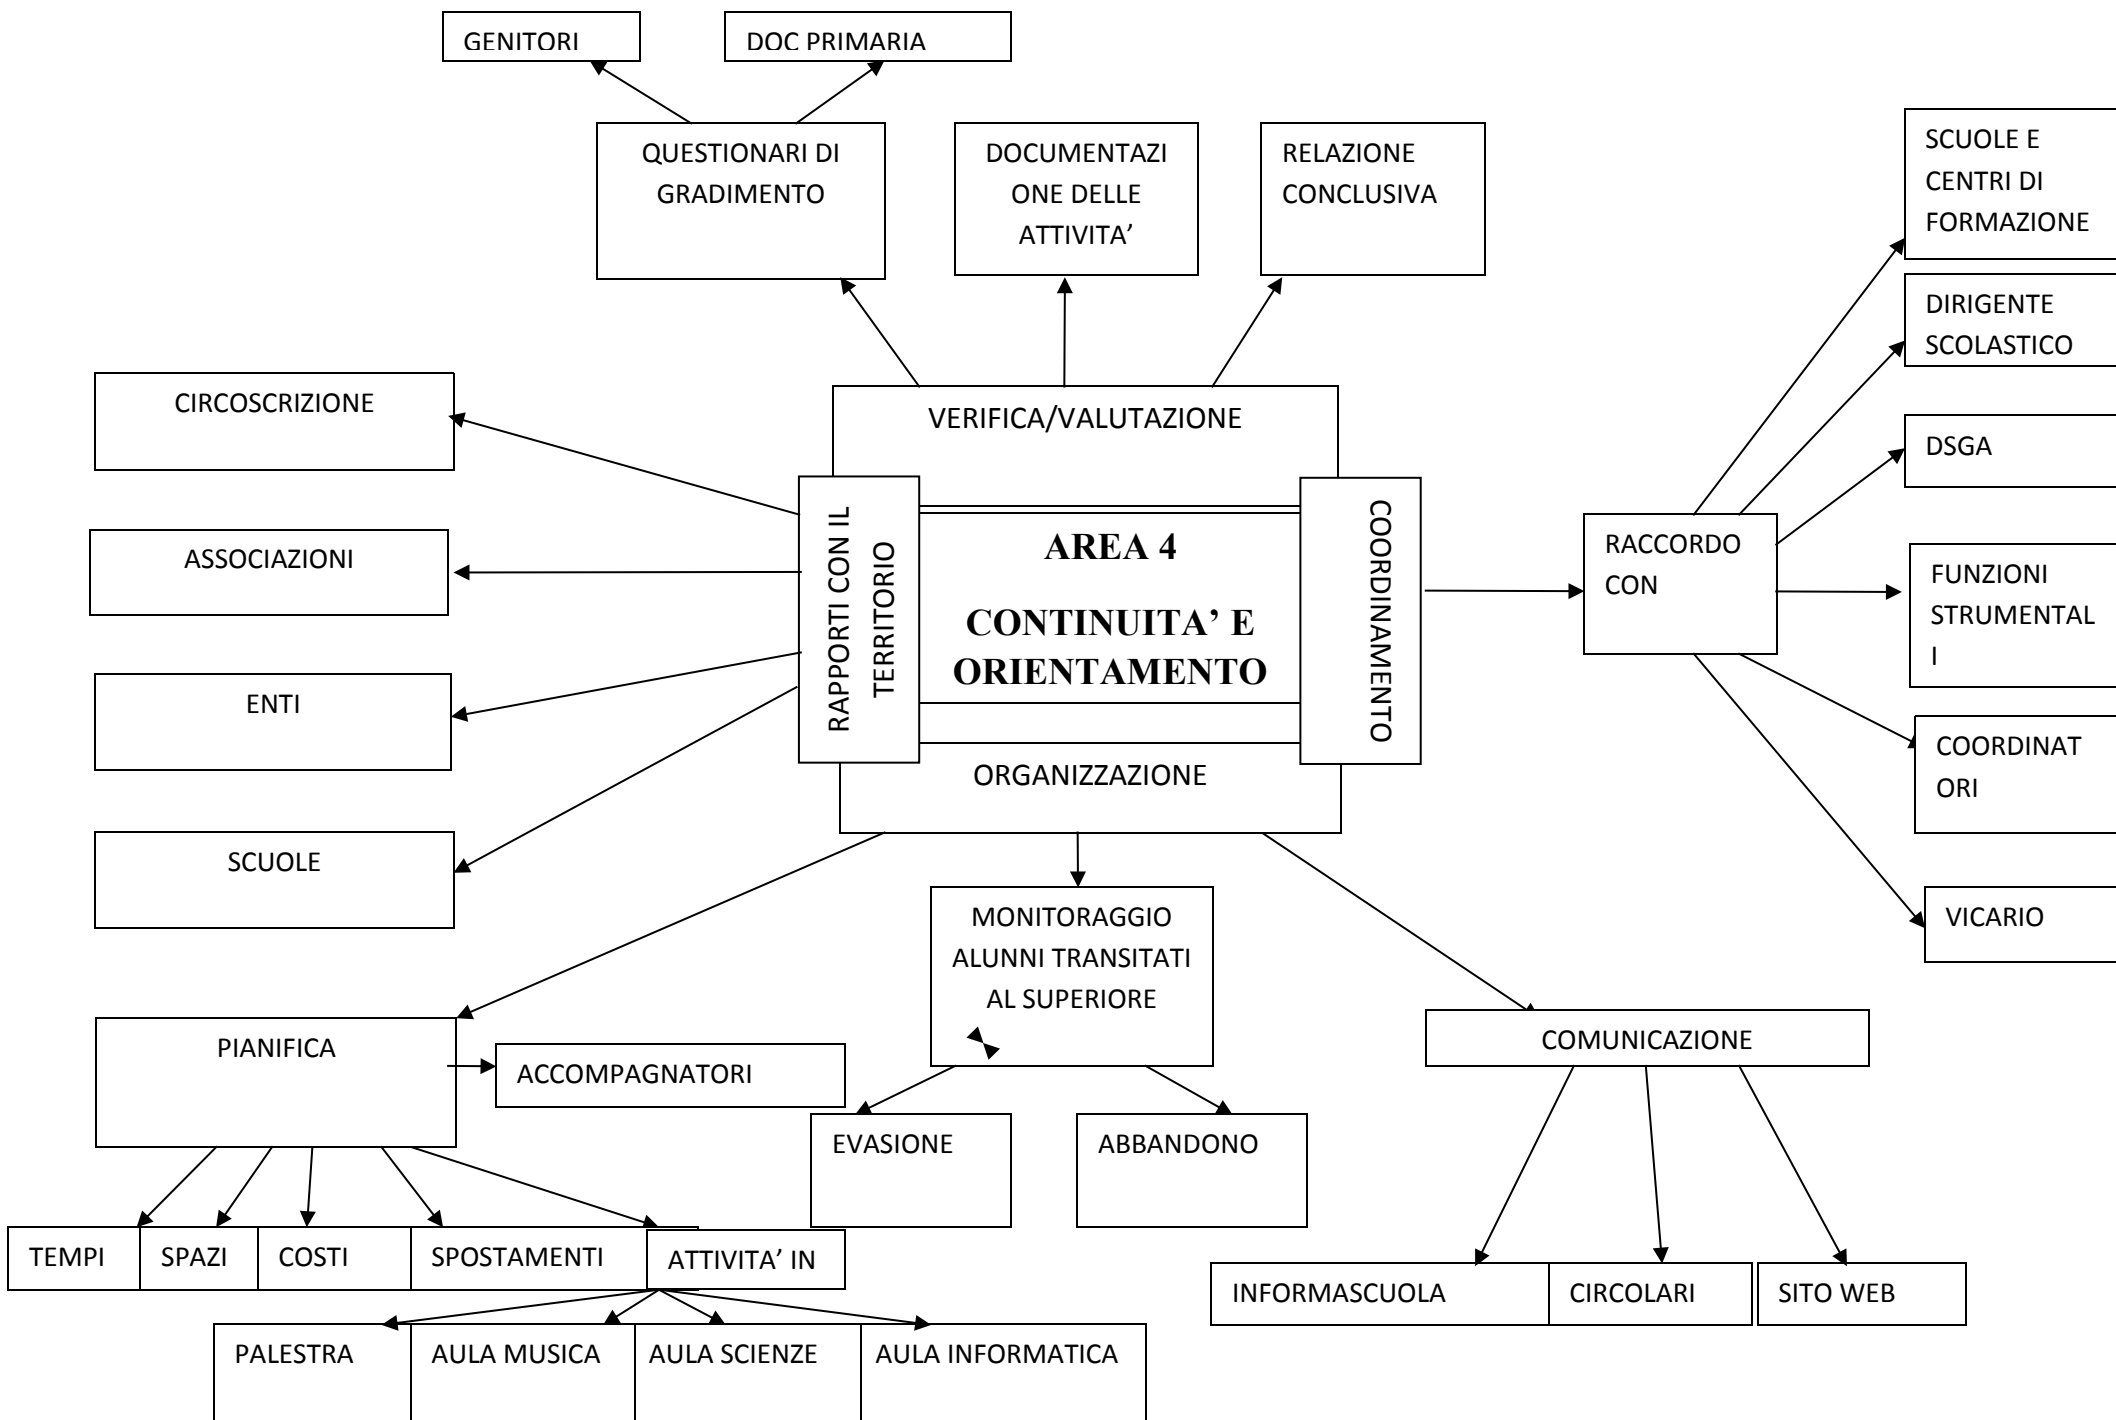 GENITORI
DOC PRIMARIA
QUESTIONARI DI
GRADIMENTO
DOCUMENTAZI
ONE DELLE
ATTIVITA’
RELAZIONE
CONCLUSIVA
SCUOLE E
CENTRI DI
FORMAZIONE
DIRIGENTE
SCOLASTICO
DSGA
FUNZIONI
STRUMENTAL
I
COORDINAT
ORI
VICARIO
RACCORDO
CON
CIRCOSCRIZIONE
ASSOCIAZIONI
ENTI
SCUOLE
VERIFICA/VALUTAZIONE
RAPPORTI CON IL
TERRITORIO
AREA 4
CONTINUITA’ E
ORIENTAMENTO
COORDINAMENTO
ORGANIZZAZIONE
MONITORAGGIO
ALUNNI TRANSITATI
AL SUPERIORE
PIANIFICA
ACCOMPAGNATORI
COMUNICAZIONE
EVASIONE
ABBANDONO
TEMPI
SPAZI
COSTI
SPOSTAMENTI
ATTIVITA’ IN
INFORMASCUOLA
CIRCOLARI
SITO WEB
PALESTRA
AULA MUSICA
AULA SCIENZE
AULA INFORMATICA